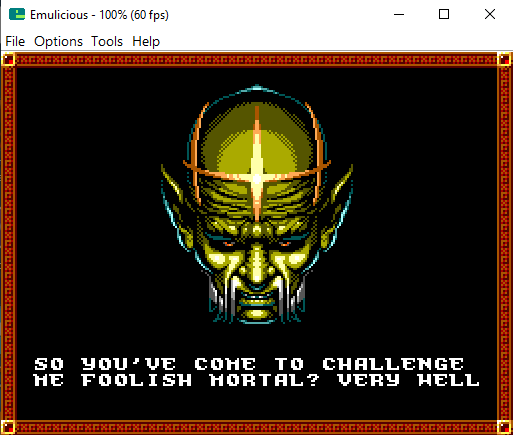 Emulicious - 100% (60 fps)
File Options Tools Help
SO YOU'VE COME TO CHALLENGE
ME FOOLISH MORTAL? VERY WELL